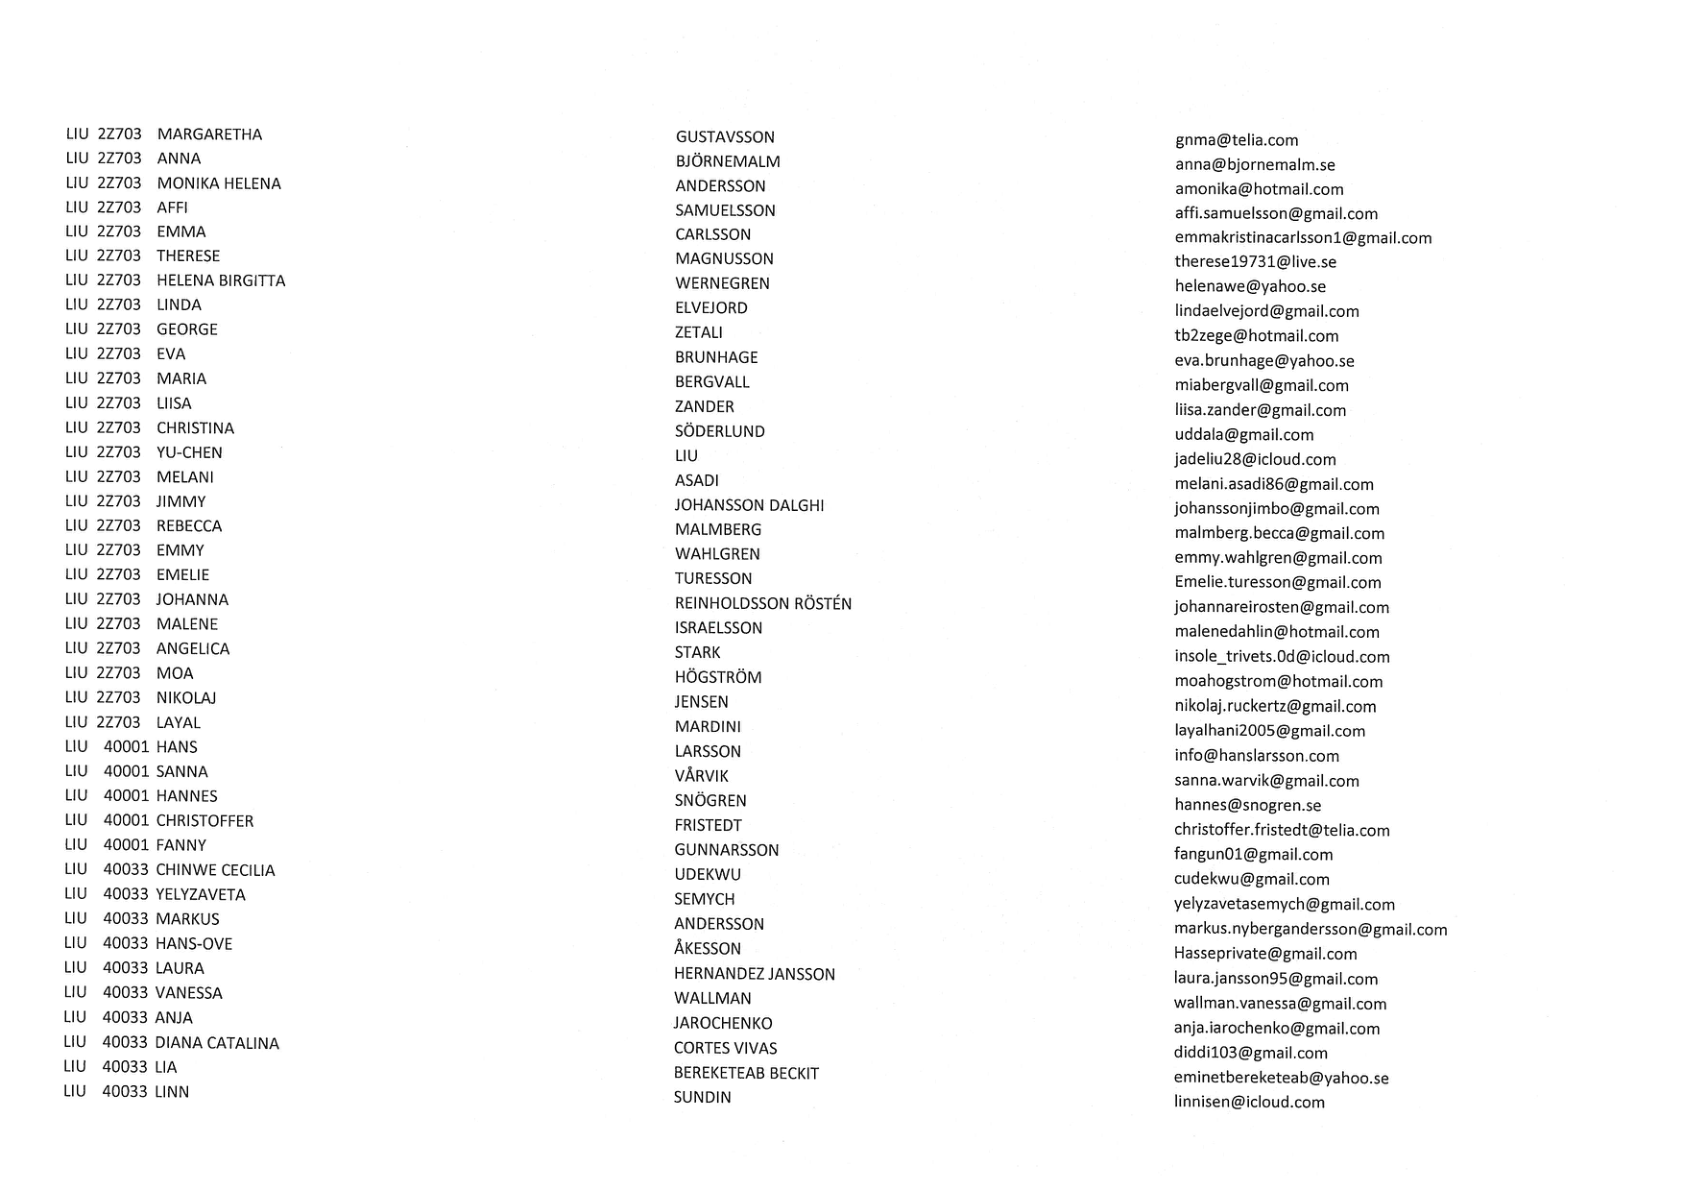 LIU 2Z703 MARGARETHA GUSTAVSSON gnma@telia.com
LIU 2Z703 ANNA BJÖRNEMALM anna@bjornemalm.se
LIU 2Z703 MONIKA HELENA ANDERSSON amonika@hotmail.com
LIU 2Z703 AFFI SAMUELSSON affi.samuelsson@gmail.com
LIU 2Z703 EMMA CARLSSON emmakristinacarlsson1@gmail.com
LIU 2Z703 THERESE MAGNUSSON therese19731@live.se
LIU 2Z703 HELENA BIRGITTA WERNEGREN helenawe@yahoo.se
LIU 2Z703 LINDA ELVEJORD lindaelvejord@gmail.com
LIU 2Z703 GEORGE ZETALI tb2zege@hotmail.com
LIU 2Z703 EVA BRUNHAGE eva.brunhage@yahoo.se
LIU 2Z703 MARIA BERGVALL miabergvall@gmail.com
LIU 2Z703 LIISA ZANDER liisa.zander@gmail.com
LIU 2Z703 CHRISTINA SÖDERLUND uddala@gmail.com
LIU 2Z703 YU-CHEN LIU jadeliu28@icloud.com
LIU 2Z703 MELANI ASADI melani.asadi86@gmail.com
LIU 2Z703 JIMMY JOHANSSON DALGHI johanssonjimbo@gmail.com
LIU 2Z703 REBECCA MALMBERG malmberg.becca@gmail.com
LIU 2Z703 EMMY WAHLGREN emmy.wahlgren@gmail.com
LIU 2Z703 EMELIE TURESSON Emelie.turesson@gmail.com
LIU 2Z703 JOHANNA REINHOLDSSON RÖSTÉN johannareirosten@gmail.com
LIU 2Z703 MALENE ISRAELSSON malenedahlin@hotmail.com
LIU 2Z703 ANGELICA STARK insole_trivets.0d@icloud.com
LIU 2Z703 MOA HÖGSTRÖM moahogstrom@hotmail.com
LIU 2Z703 NIKOLAJ JENSEN nikolaj.ruckertz@gmail.com
LIU 2Z703 LAYAL MARDINI layalhani2005@gmail.com
LIU 40001 HANS LARSSON info@hanslarsson.com
LIU 40001 SANNA VÅRVIK sanna.warvik@gmail.com
LIU 40001 HANNES SNÖGREN hannes@snogren.se
LIU 40001 CHRISTOFFER FRISTEDT christoffer.fristedt@telia.com
LIU 40001 FANNY GUNNARSSON fangun01@gmail.com
LIU 40033 CHINWE CECILIA UDEKWU cudekwu@gmail.com
LIU 40033 YELYZAVETA SEMYCH yelyzavetasemych@gmail.com
LIU 40033 MARKUS ANDERSSON markus.nybergandersson@gmail.com
LIU 40033 HANS-OVE ÅKESSON Hasseprivate@gmail.com
LIU 40033 LAURA HERNANDEZ JANSSON laura.jansson95@gmail.com
LIU 40033 VANESSA WALLMAN wallman.vanessa@gmail.com
LIU 40033 ANJA JAROCHENKO anja.iarochenko@gmail.com
LIU 40033 DIANA CATALINA CORTES VIVAS diddi103@gmail.com
LIU 40033 LIA BEREKETEAB BECKIT eminetbereketeab@yahoo.se
LIU 40033 LINN SUNDIN linnisen@icloud.com